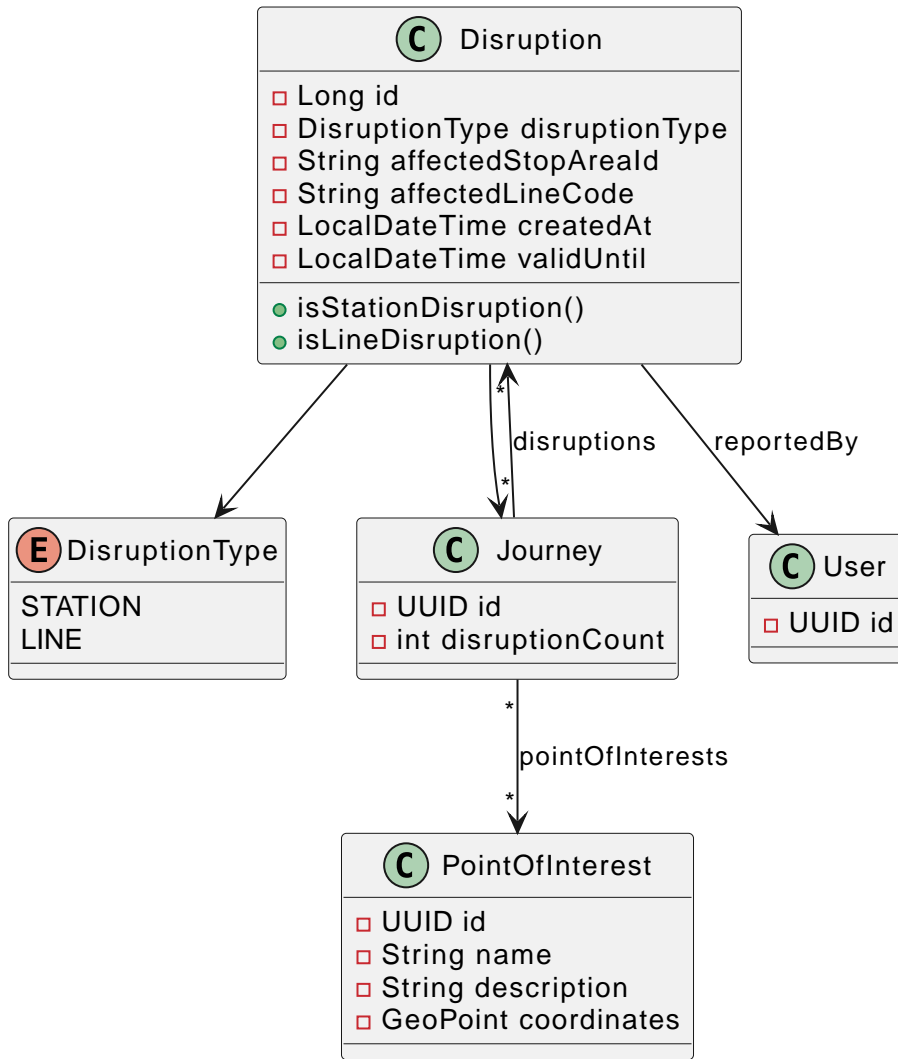 C Disruption
Long id
DisruptionType disruptionType
String affectedStopAreaId
String affectedLineCode
LocalDateTime createdAt
LocalDateTime validUntil
isStationDisruption()
isLineDisruption()
*
disruptions
*
reportedBy
E DisruptionType
STATION
LINE
C Journey
UUID id
int disruptionCount
C User
UUID id
*
pointOfInterests
*
C PointOfInterest
UUID id
String name
String description
GeoPoint coordinates